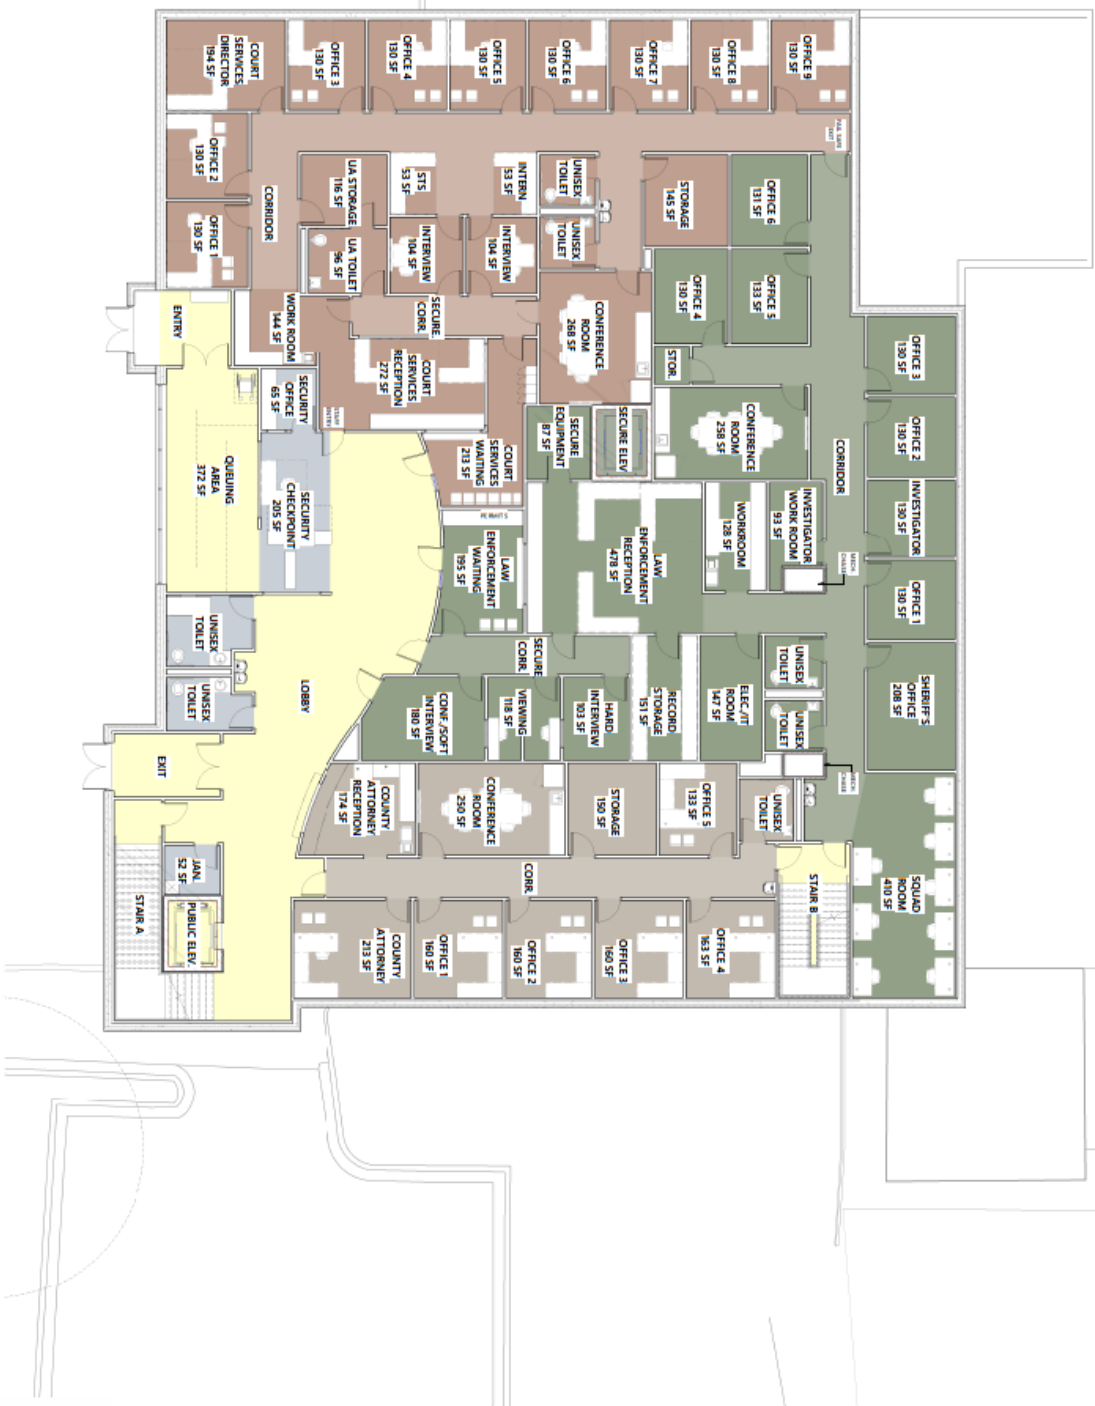 COURT
SERVICES
DIRECTOR
194 SF
OFFICE 3
130 SF
OFFICE 4
130 SF
OFFICE 5
130 SF
OFFICE 6
130 SF
OFFICE 7
130 SF
OFFICE 8
130 SF
OFFICE 9
130 SF
FAIL SAFE
EXIT
OFFICE 2
130 SF
OFFICE 1
130 SF
CORRIDOR
UA STORAGE
116 SF
STS
53 SF
INTERN
53 SF
UNISEX
TOILET
UNISEX
TOILET
STORAGE
145 SF
OFFICE 6
131 SF
UA TOILET
96 SF
INTERVIEW
104 SF
INTERVIEW
104 SF
OFFICE 4
130 SF
OFFICE 5
133 SF
ENTRY
WORK ROOM
144 SF
SECURE
CORR.
CONFERENCE
ROOM
268 SF
STOR.
OFFICE 3
130 SF
COURT
SERVICES
RECEPTION
272 SF
STAFF
ENTRY
SECURITY
OFFICE
65 SF
COURT
SERVICES
WAITING
213 SF
SECURE
EQUIPMENT
87 SF
SECURE ELEV
CONFERENCE
ROOM
258 SF
OFFICE 2
130 SF
CORRIDOR
QUEUING
AREA
372 SF
SECURITY
CHECKPOINT
205 SF
PERMITS
LAW
ENFORCEMENT
WAITING
195 SF
LAW
ENFORCEMENT
RECEPTION
478 SF
WORKROOM
128 SF
INVESTIGATOR
WORK ROOM
93 SF
INVESTIGATOR
130 SF
MECH
CHASE
OFFICE 1
130 SF
UNISEX
TOILET
UNISEX
TOILET
LOBBY
SECURE
CORR.
CONF./SOFT
INTERVIEW
180 SF
VIEWING
118 SF
HARD
INTERVIEW
103 SF
RECORD
STORAGE
151 SF
ELEC./IT
ROOM
147 SF
UNISEX
TOILET
UNISEX
TOILET
SHERIFF'S
OFFICE
208 SF
MECH
CHASE
EXIT
COUNTY
ATTORNEY
RECEPTION
174 SF
CONFERENCE
ROOM
250 SF
STORAGE
150 SF
OFFICE 5
133 SF
UNISEX
TOILET
JAN.
52 SF
CORR.
STAIR B
SQUAD
ROOM
410 SF
STAIR A
PUBLIC ELEV.
COUNTY
ATTORNEY
213 SF
OFFICE 1
160 SF
OFFICE 2
160 SF
OFFICE 3
160 SF
OFFICE 4
163 SF